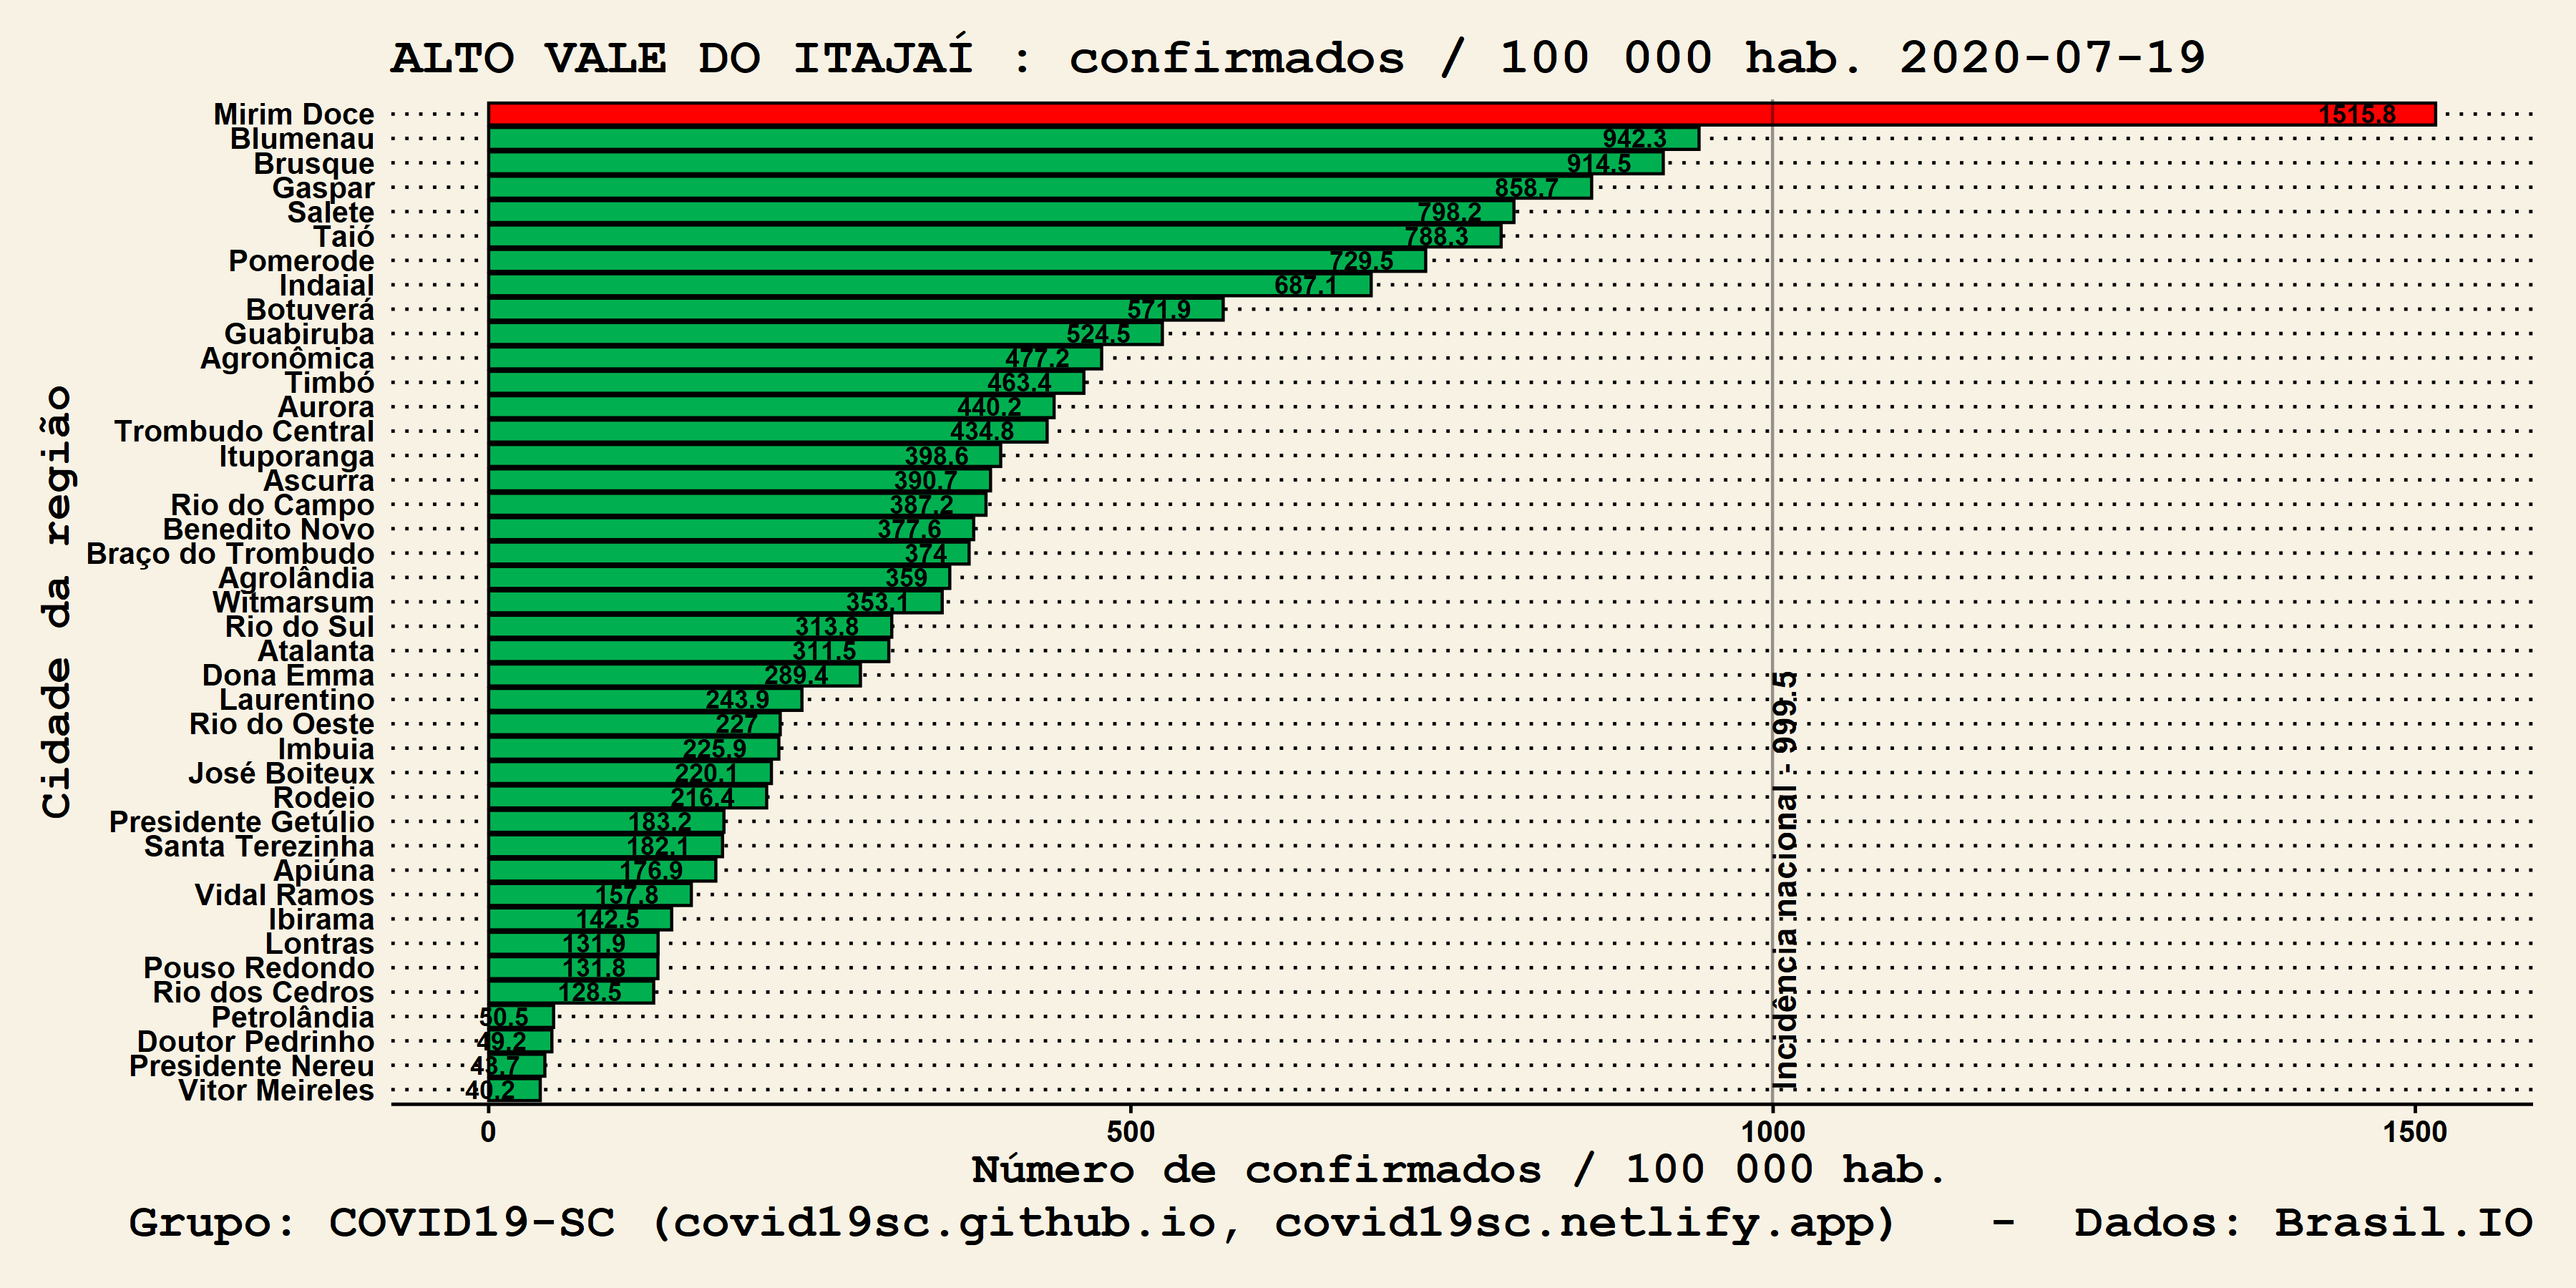 ALTO VALE DO ITAJAÍ : confirmados / 100 000 hab. 2020-07-19
Cidade da região
Mirim Doce 1515.8
Blumenau 942.3
Brusque 914.5
Gaspar 858.7
Salete 798.2
Taió 788.3
Pomerode 729.5
Indaial 687.1
Botuverá 571.9
Guabiruba 524.5
Agronômica 477.2
Timbó 463.4
Aurora 440.2
Trombudo Central 434.8
Ituporanga 398.6
Ascurra 390.7
Rio do Campo 387.2
Benedito Novo 377.6
Braço do Trombudo 374
Agrolândia 359
Witmarsum 353.1
Rio do Sul 313.8
Atalanta 311.5
Dona Emma 289.4
Laurentino 243.9
Rio do Oeste 227
Imbuia 225.9
José Boiteux 220.1
Rodeio 216.4
Presidente Getúlio 183.2
Santa Terezinha 182.1
Apiúna 176.9
Vidal Ramos 157.8
Ibirama 142.5
Lontras 131.9
Pouso Redondo 131.8
Rio dos Cedros 128.5
Petrolândia 50.5
Doutor Pedrinho 49.2
Presidente Nereu 43.7
Vitor Meireles 40.2
Incidência nacional - 999.5
0 500 1000 1500
Número de confirmados / 100 000 hab.
Grupo: COVID19-SC (covid19sc.github.io, covid19sc.netlify.app) - Dados: Brasil.IO